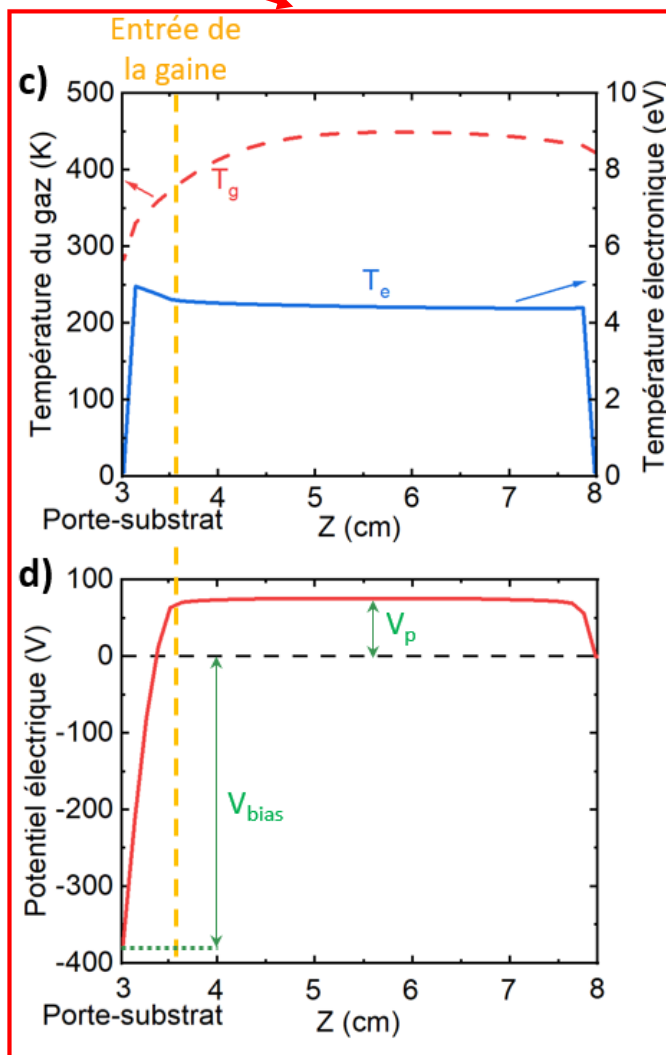 Entrée de
la gaine
c)
Température du gaz (K)
500
400
300
200
100
0
T_g
T_e
10
8
6
4
2
0
Température électronique (eV)
3 4 5 6 7 8
Porte-substrat
Z (cm)
d)
Potentiel électrique (V)
100
0
-100
-200
-300
-400
V_p
V_bias
3 4 5 6 7 8
Porte-substrat
Z (cm)